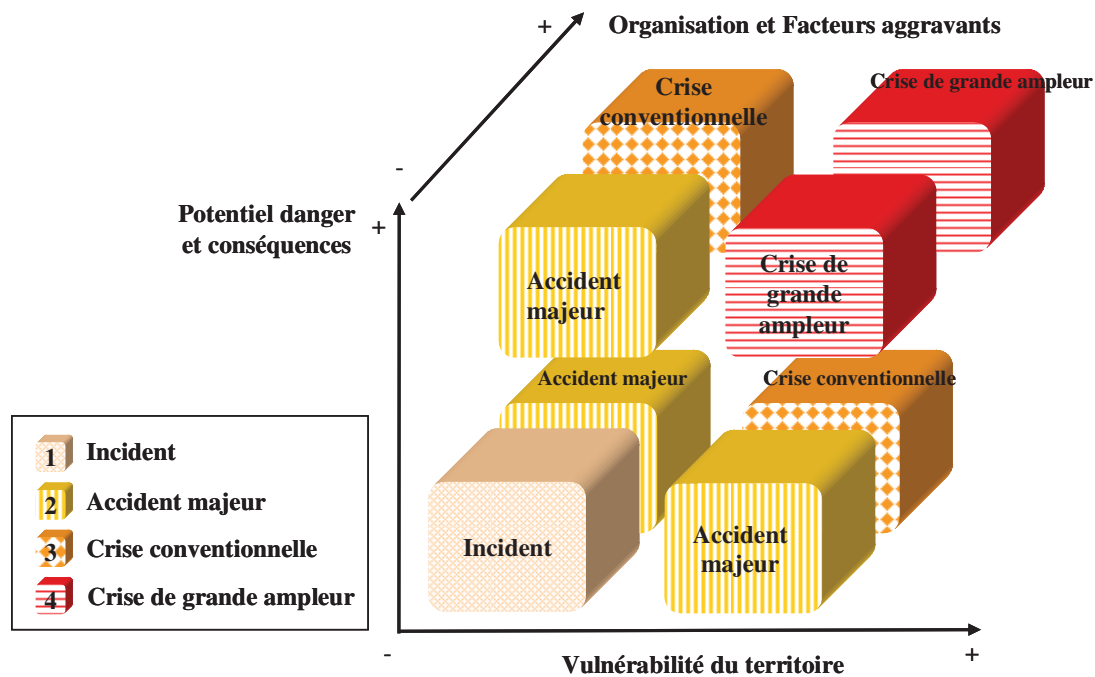 +
Organisation et Facteurs aggravants
Crise
conventionnelle
Crise de grande ampleur
-
Potentiel danger
et conséquences
+
Accident
majeur
Crise de
grande
ampleur
Accident majeur
Crise conventionnelle
1 Incident
2 Accident majeur
3 Crise conventionnelle
4 Crise de grande ampleur
Incident
Accident
majeur
-
Vulnérabilité du territoire
+